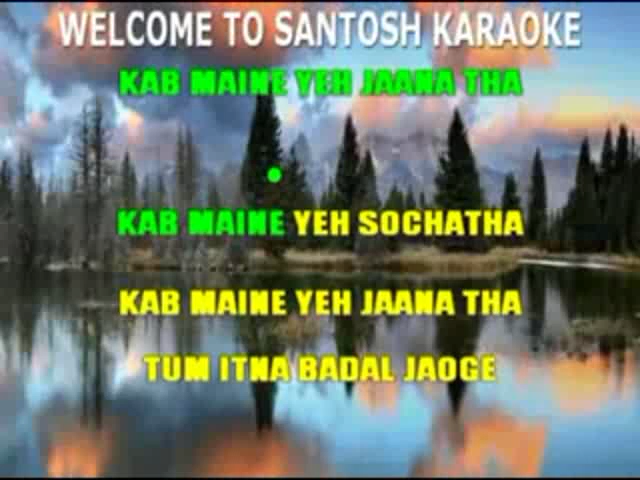 WELCOME TO SANTOSH KARAOKE
KAB MAINE YEH JAANA THA
KAB MAINE YEH SOCHATHA
KAB MAINE YEH JAANA THA
TUM ITNA BADAL JAOGE